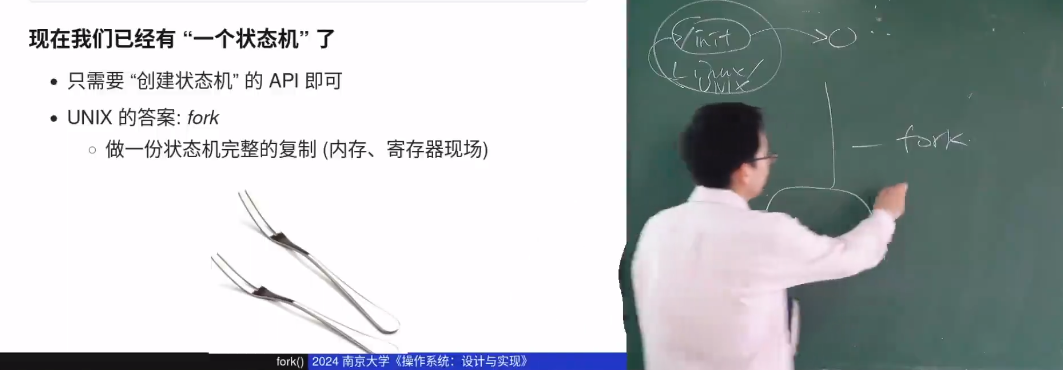 现在我们已经有 “一个状态机” 了
只需要 “创建状态机” 的 API 即可
UNIX 的答案: fork
做一份状态机完整的复制 (内存、寄存器现场)
fork() 2024 南京大学《操作系统：设计与实现》
init
Linux/
UNIX
— fork